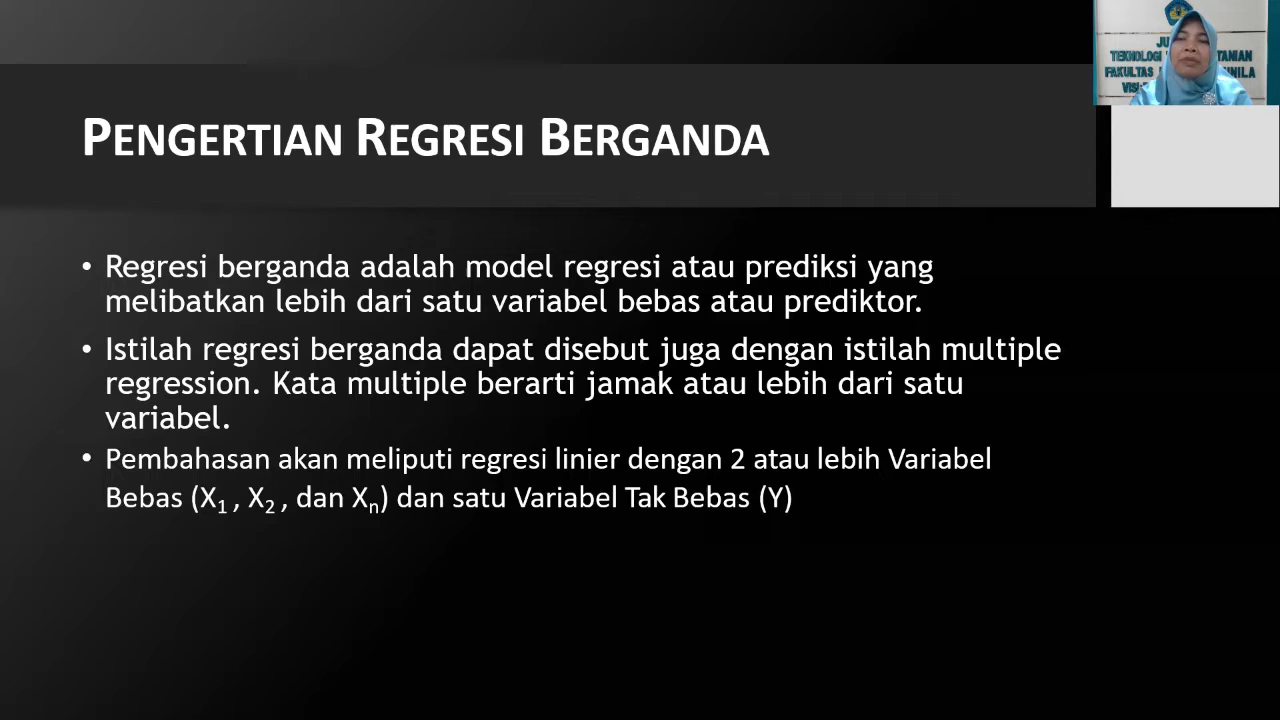 PENGERTIAN REGRESI BERGANDA
• Regresi berganda adalah model regresi atau prediksi yang
melibatkan lebih dari satu variabel bebas atau prediktor.
• Istilah regresi berganda dapat disebut juga dengan istilah multiple
regression. Kata multiple berarti jamak atau lebih dari satu
variabel.
• Pembahasan akan meliputi regresi linier dengan 2 atau lebih Variabel
Bebas (X₁ , X₂ , dan Xₙ) dan satu Variabel Tak Bebas (Y)
TEKNOLOGI
FAKULTAS